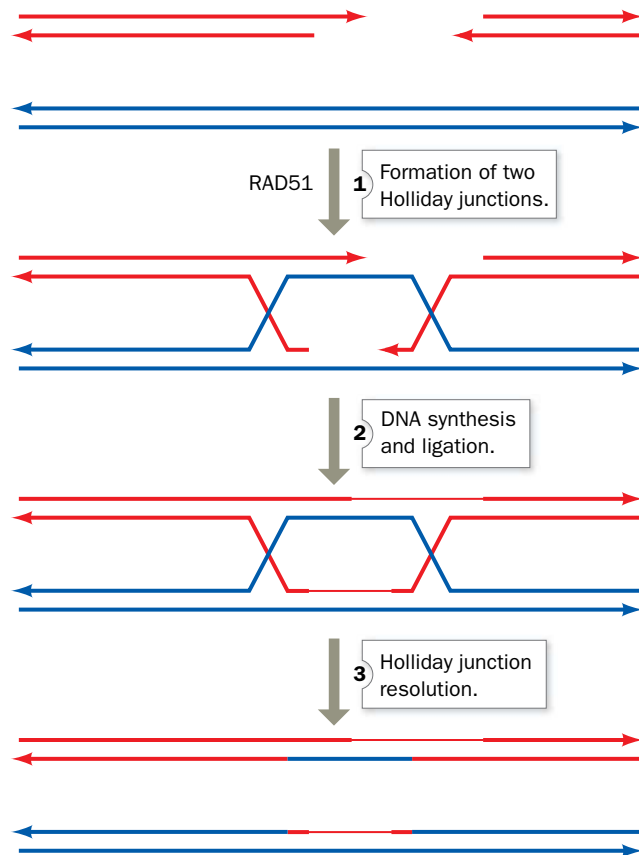 RAD51
1 Formation of two
Holliday junctions.
2 DNA synthesis
and ligation.
3 Holliday junction
resolution.